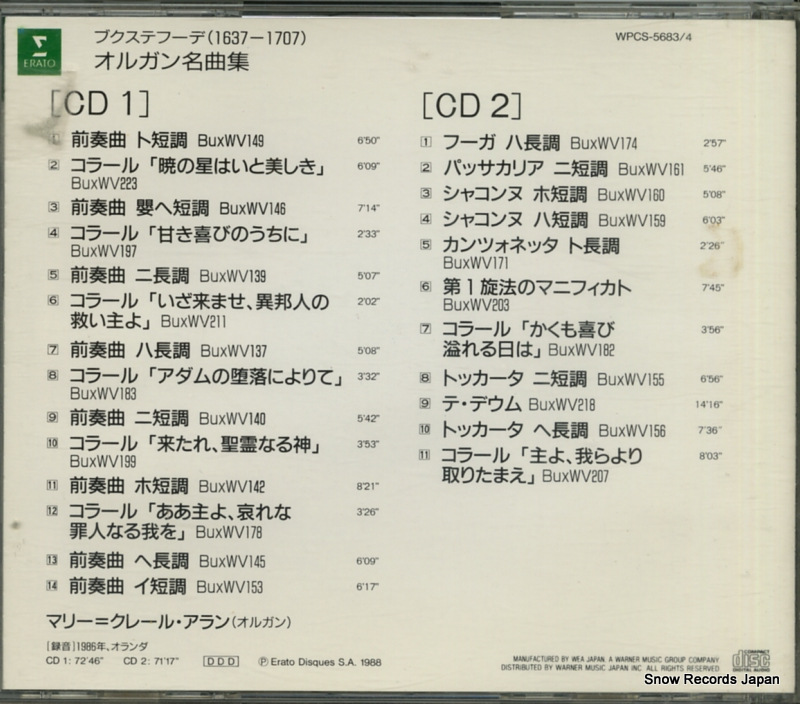 ERATO
ブクステフーデ(1637－1707)
オルガン名曲集
WPCS-5683/4
[CD 1]
1 前奏曲 ト短調 BuxWV149 6'50"
2 コラール「暁の星はいと美しき」 6'09"
BuxWV223
3 前奏曲 嬰ヘ短調 BuxWV146 7'14"
4 コラール「甘き喜びのうちに」 2'33"
BuxWV197
5 前奏曲 ニ長調 BuxWV139 5'07"
6 コラール「いざ来ませ、異邦人の 2'02"
救い主よ」 BuxWV211
7 前奏曲 ハ長調 BuxWV137 5'08"
8 コラール「アダムの堕落によりて」 3'32"
BuxWV183
9 前奏曲 ニ短調 BuxWV140 5'42"
10 コラール「来たれ、聖霊なる神」 3'53"
BuxWV199
11 前奏曲 ホ短調 BuxWV142 8'21"
12 コラール「ああ主よ、哀れな 3'26"
罪人なる我を」 BuxWV178
13 前奏曲 ヘ長調 BuxWV145 6'09"
14 前奏曲 イ短調 BuxWV153 6'17"
[CD 2]
1 フーガ ハ長調 BuxWV174 2'57"
2 パッサカリア ニ短調 BuxWV161 5'46"
3 シャコンヌ ホ短調 BuxWV160 5'08"
4 シャコンヌ ハ短調 BuxWV159 6'03"
5 カンツォネッタ ト長調 2'26"
BuxWV171
6 第1旋法のマニフィカト 7'45"
BuxWV203
7 コラール「かくも喜び 3'56"
溢れる日は」 BuxWV182
8 トッカータ ニ短調 BuxWV155 6'56"
9 テ・デウム BuxWV218 14'16"
10 トッカータ ヘ長調 BuxWV156 7'36"
11 コラール「主よ、我らより 8'03"
取りたまえ」 BuxWV207
マリー＝クレール・アラン(オルガン)
[録音]1986年、オランダ
CD 1: 72'46" CD 2: 71'17" DDD ℗ Erato Disques S.A. 1988
MANUFACTURED BY WEA JAPAN, A WARNER MUSIC GROUP COMPANY
DISTRIBUTED BY WARNER MUSIC JAPAN INC. ALL RIGHTS RESERVED.
COMPACT
disc
DIGITAL AUDIO
Snow Records Japan